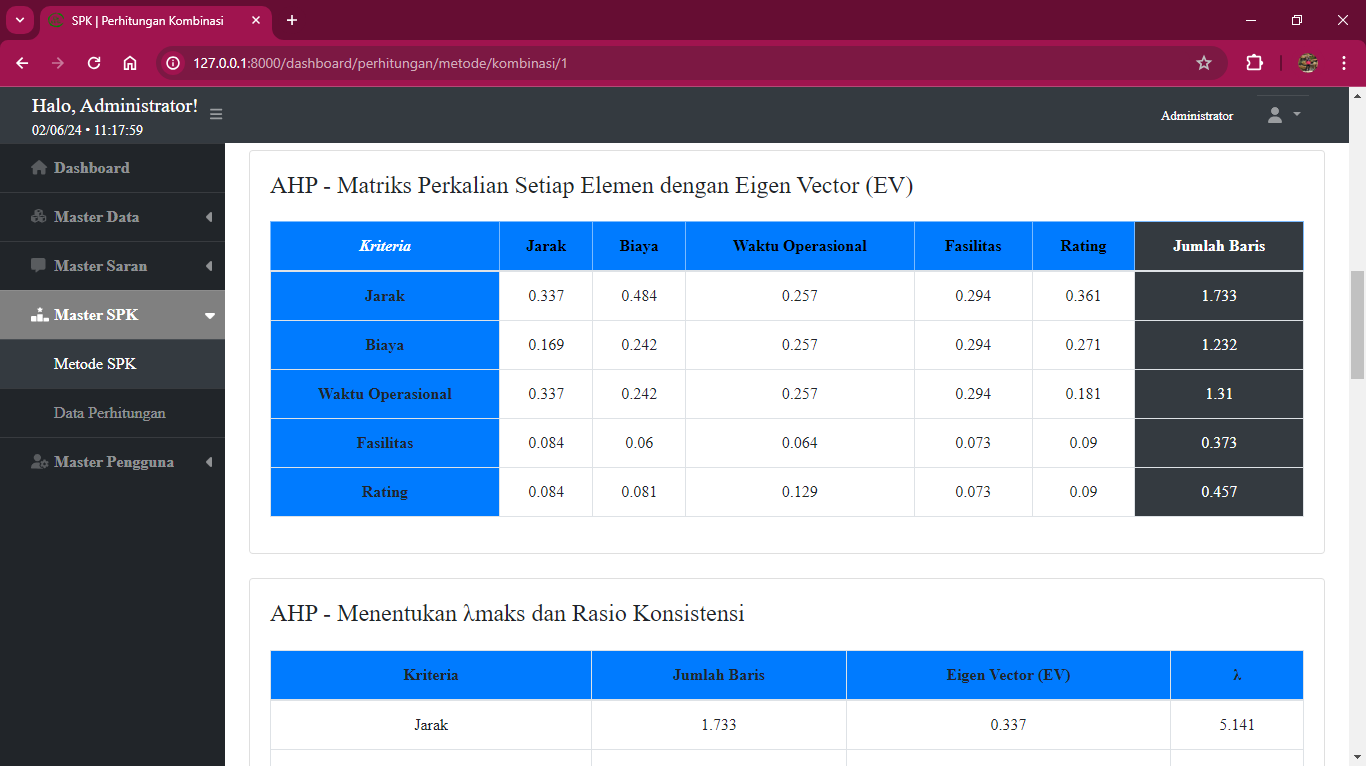 SPK | Perhitungan Kombinasi
127.0.0.1:8000/dashboard/perhitungan/metode/kombinasi/1
Halo, Administrator!
02/06/24 • 11:17:59
Administrator
Dashboard
Master Data
Master Saran
Master SPK
Metode SPK
Data Perhitungan
Master Pengguna
AHP - Matriks Perkalian Setiap Elemen dengan Eigen Vector (EV)
Kriteria Jarak Biaya Waktu Operasional Fasilitas Rating Jumlah Baris
Jarak 0.337 0.484 0.257 0.294 0.361 1.733
Biaya 0.169 0.242 0.257 0.294 0.271 1.232
Waktu Operasional 0.337 0.242 0.257 0.294 0.181 1.31
Fasilitas 0.084 0.06 0.064 0.073 0.09 0.373
Rating 0.084 0.081 0.129 0.073 0.09 0.457
AHP - Menentukan λmaks dan Rasio Konsistensi
Kriteria Jumlah Baris Eigen Vector (EV) λ
Jarak 1.733 0.337 5.141